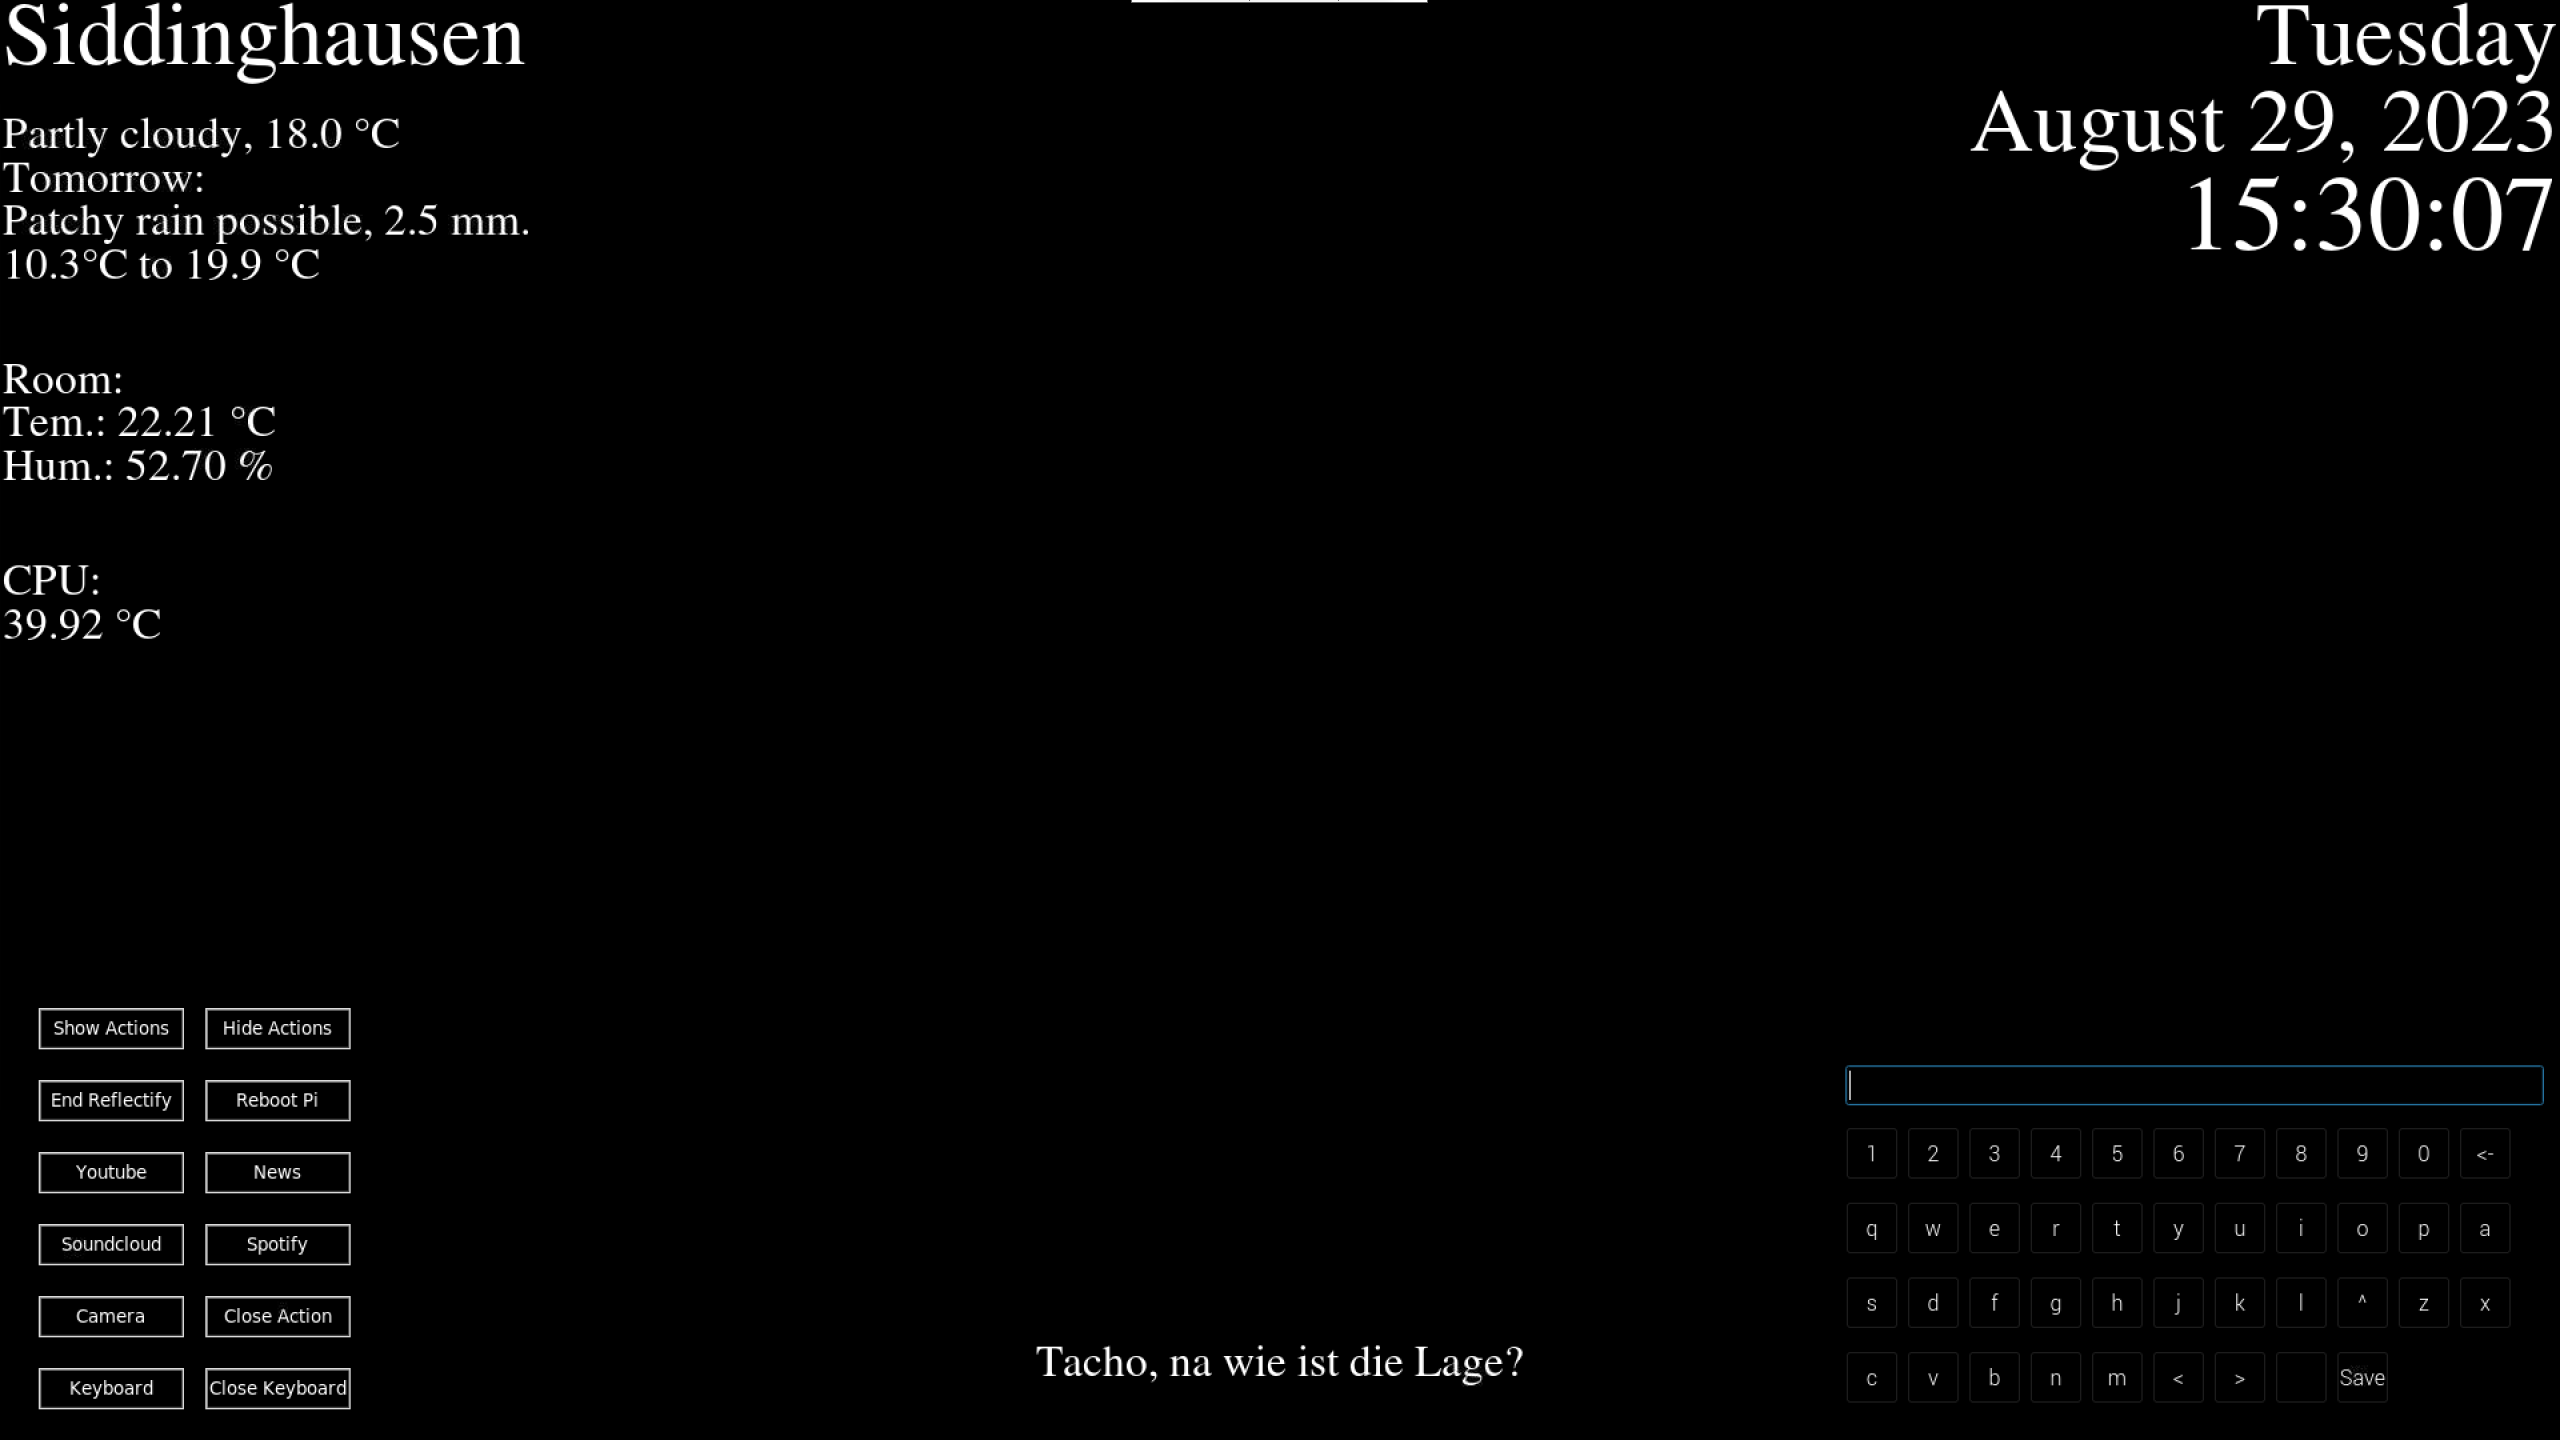 Siddinghausen
Partly cloudy, 18.0 °C
Tomorrow:
Patchy rain possible, 2.5 mm.
10.3°C to 19.9 °C
Room:
Tem.: 22.21 °C
Hum.: 52.70 %
CPU:
39.92 °C
Tuesday
August 29, 2023
15:30:07
Show Actions Hide Actions
End Reflectify Reboot Pi
Youtube News
Soundcloud Spotify
Camera Close Action
Keyboard Close Keyboard
Tacho, na wie ist die Lage?
1 2 3 4 5 6 7 8 9 0 <-
q w e r t y u i o p a
s d f g h j k l ^ z x
c v b n m < > Save